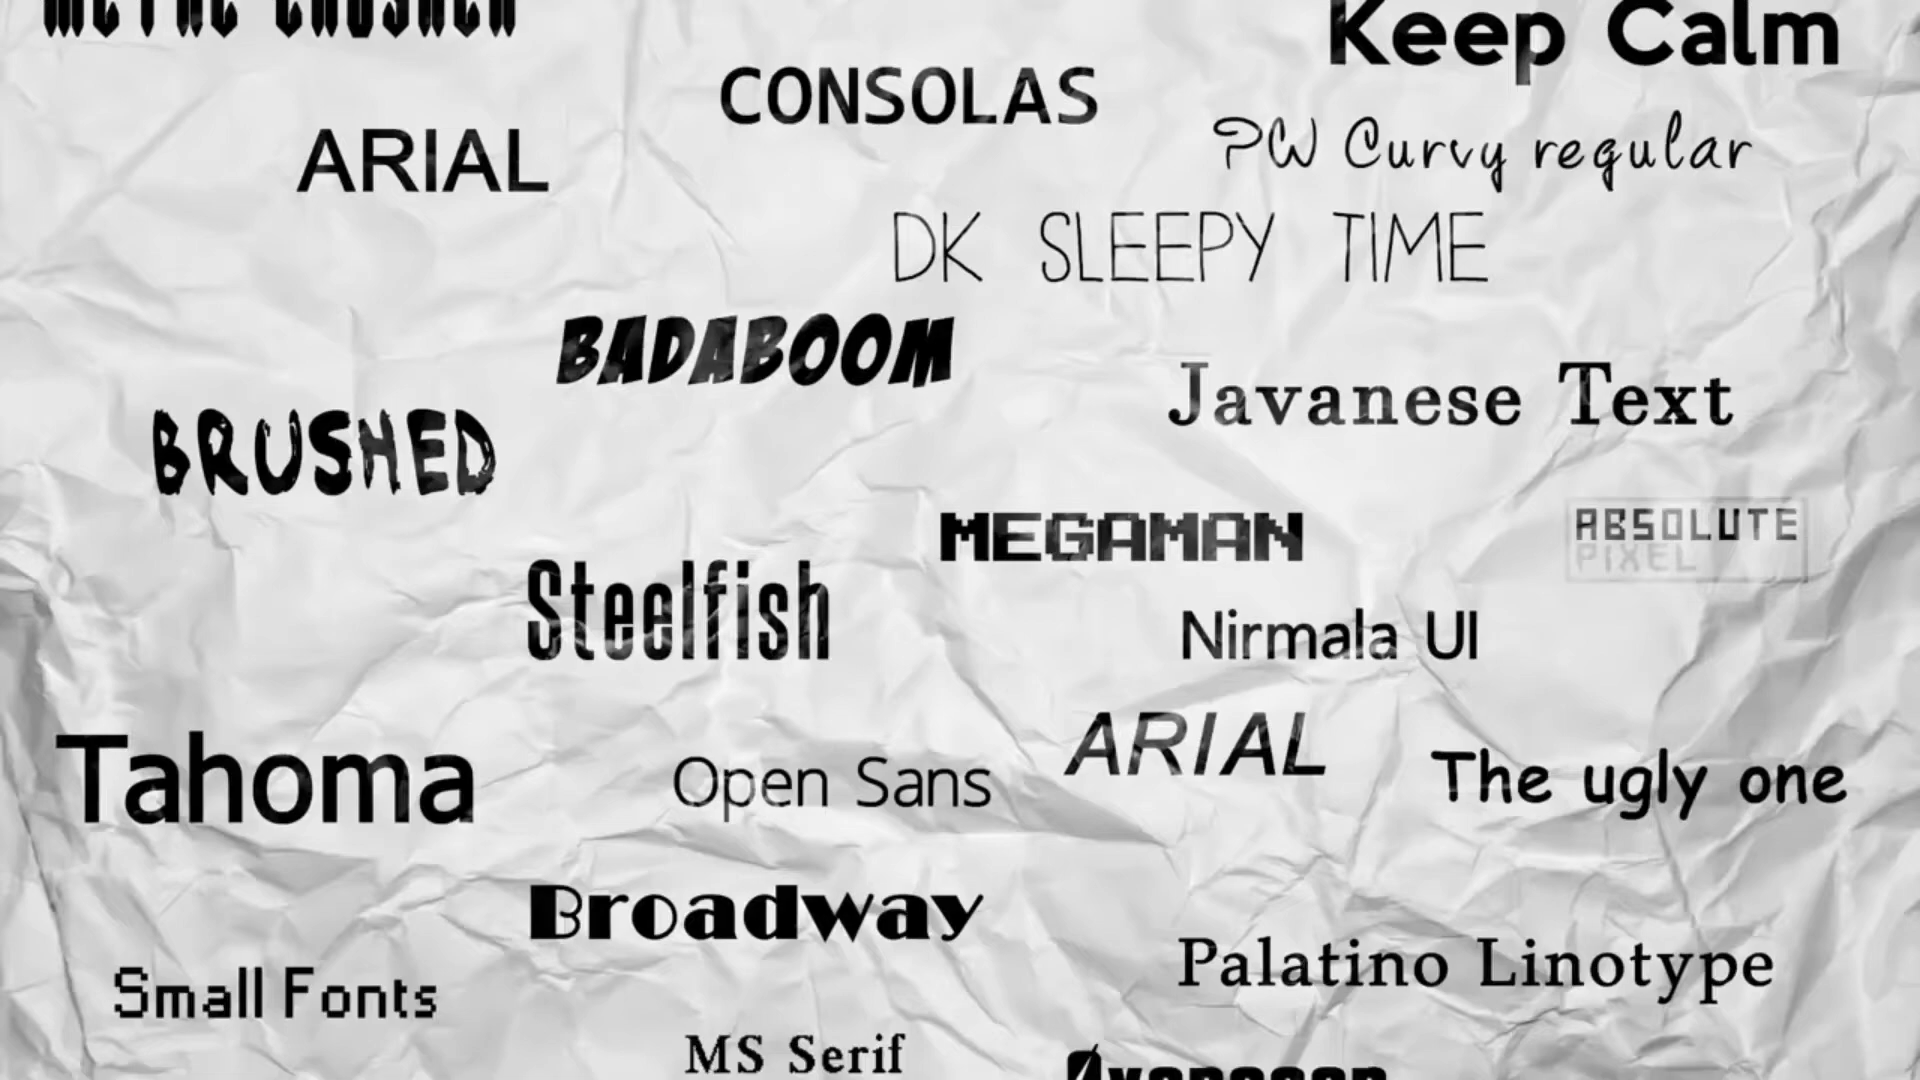 Keep Calm
CONSOLAS
ARIAL
PW Curvy regular
DK SLEEPY TIME
BADABOOM
Javanese Text
BRUSHED
MEGAMAN
ABSOLUTE
PIXEL
Steelfish
Nirmala UI
ARIAL
Tahoma
Open Sans
The ugly one
Broadway
Palatino Linotype
Small Fonts
MS Serif